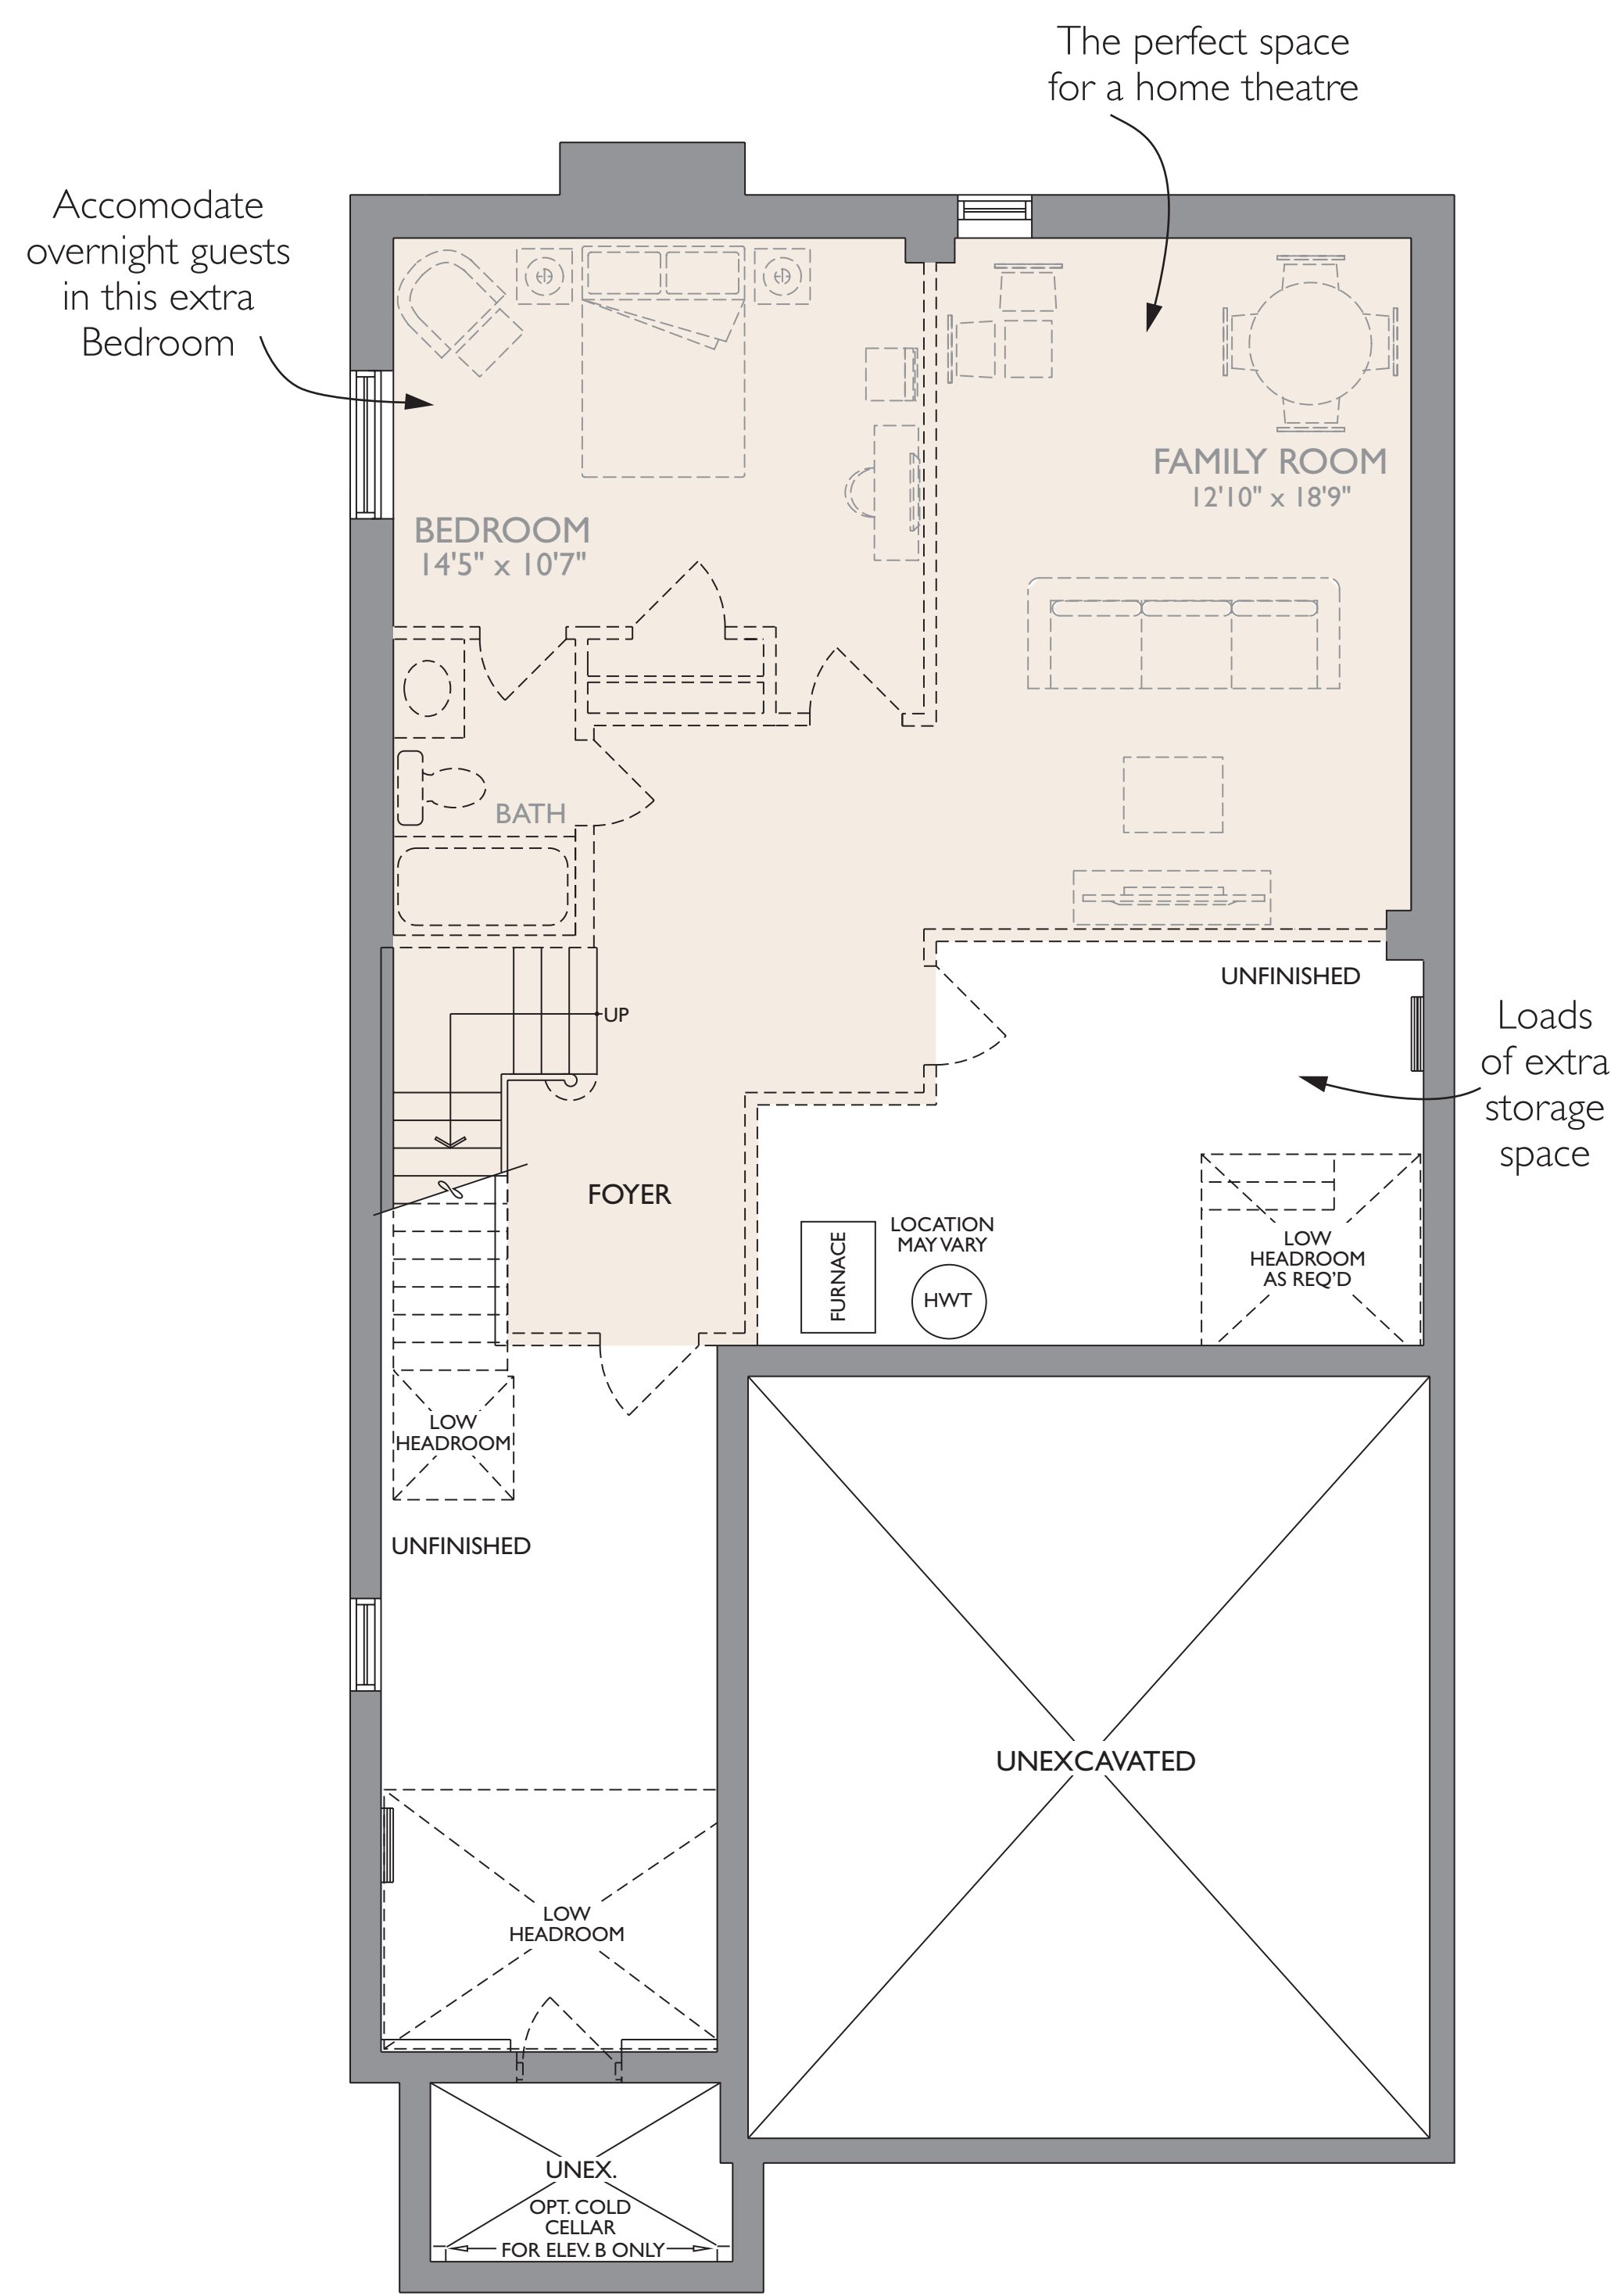 The perfect space
for a home theatre
Accomodate
overnight guests
in this extra
Bedroom
FAMILY ROOM
12'10" x 18'9"
BEDROOM
14'5" x 10'7"
BATH
UNFINISHED
UP
Loads
of extra
storage
space
FOYER
LOCATION
MAY VARY
FURNACE
HWT
LOW
HEADROOM
AS REQ'D
LOW
HEADROOM
UNFINISHED
UNEXCAVATED
LOW
HEADROOM
UNEX.
OPT. COLD
CELLAR
FOR ELEV. B ONLY